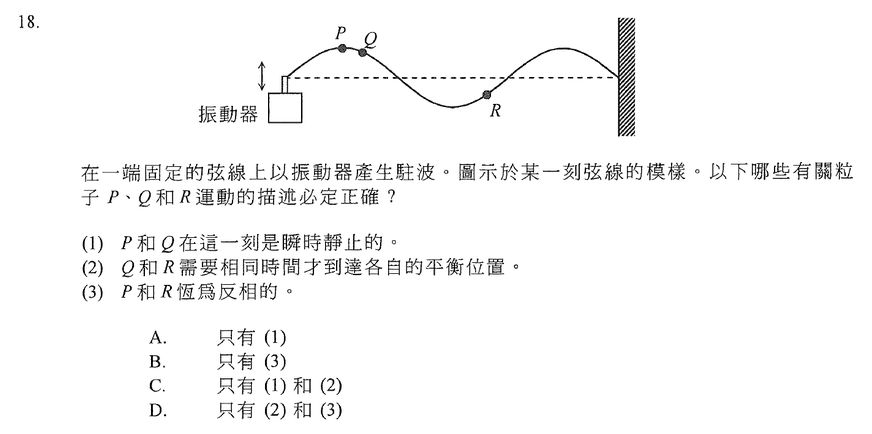 18.
P
Q
振動器
R
在一端固定的弦線上以振動器產生駐波。圖示於某一刻弦線的模樣。以下哪些有關粒
子 P、Q 和 R 運動的描述必定正確？
(1) P 和 Q 在這一刻是瞬時靜止的。
(2) Q 和 R 需要相同時間才到達各自的平衡位置。
(3) P 和 R 恆爲反相的。
A. 只有 (1)
B. 只有 (3)
C. 只有 (1) 和 (2)
D. 只有 (2) 和 (3)